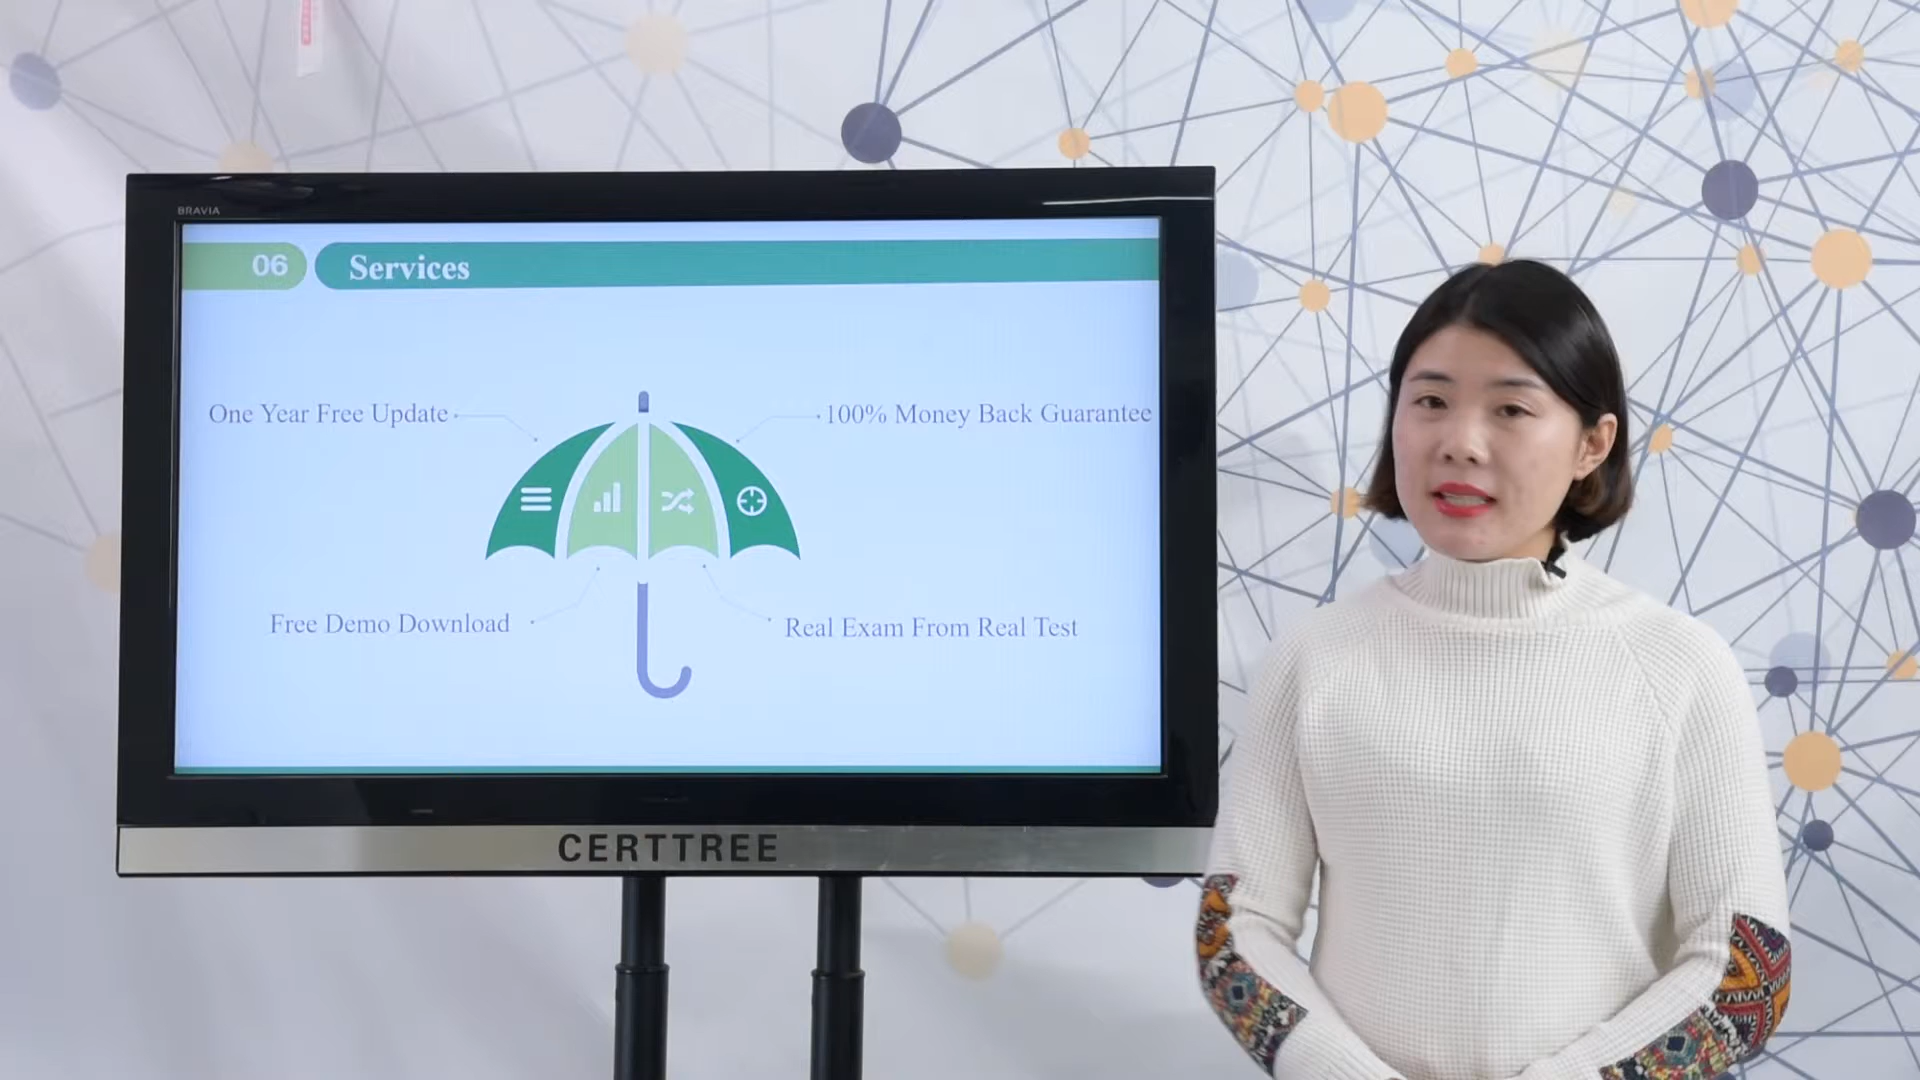 BRAVIA
06 Services
One Year Free Update
100% Money Back Guarantee
Free Demo Download
Real Exam From Real Test
CERTTREE